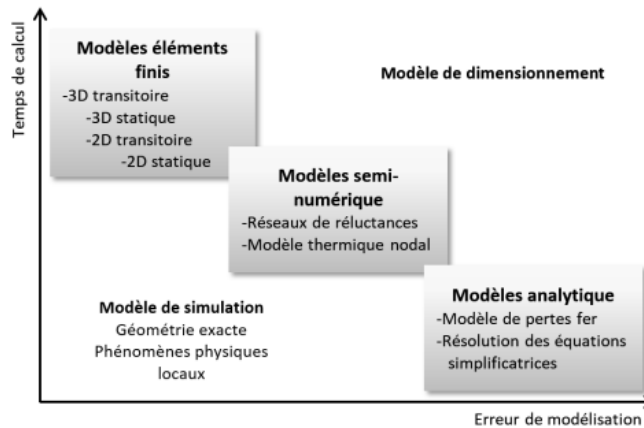 Temps de calcul
Modèles éléments
finis
-3D transitoire
-3D statique
-2D transitoire
-2D statique
Modèle de dimensionnement
Modèles semi-
numérique
-Réseaux de réluctances
-Modèle thermique nodal
Modèle de simulation
Géométrie exacte
Phénomènes physiques
locaux
Modèles analytique
-Modèle de pertes fer
-Résolution des équations
simplificatrices
Erreur de modélisation